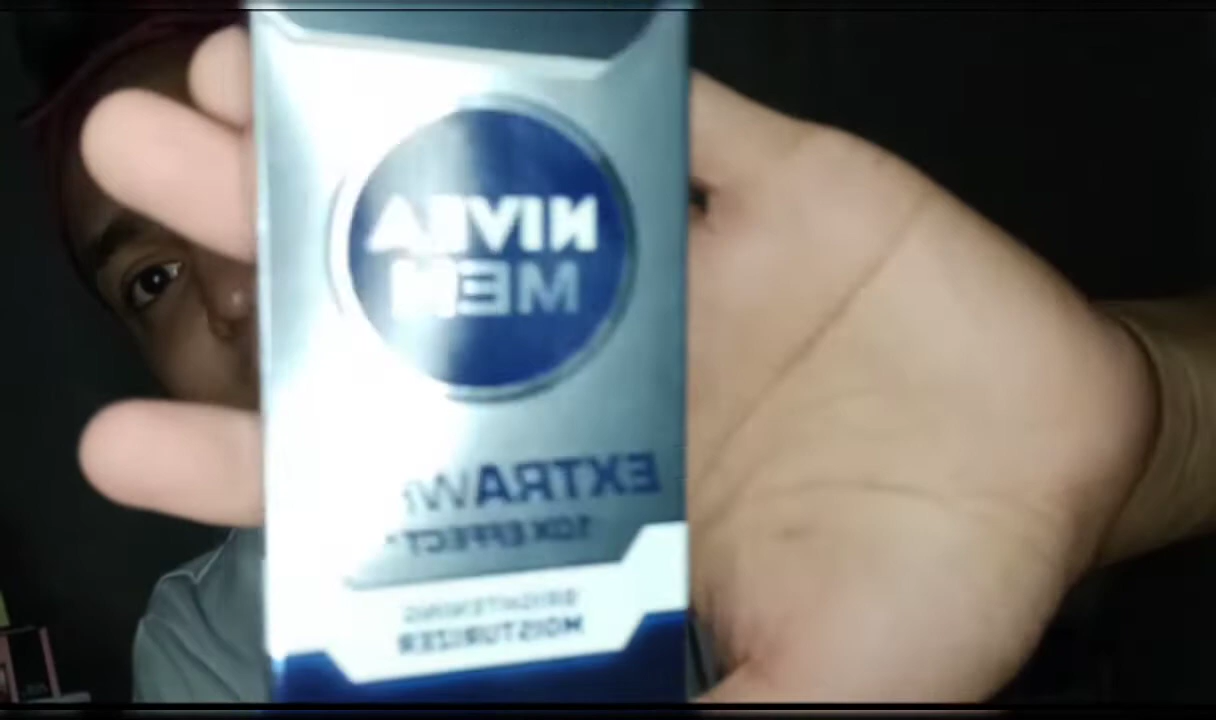 NIVEA
MEN
EXTRA
10X EFFECT*
BRIGHTENING
MOISTURIZER